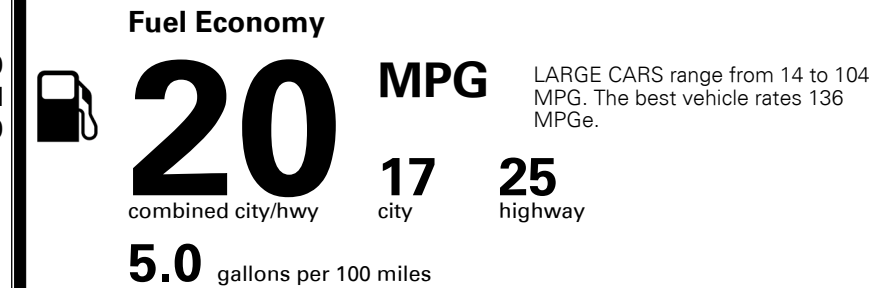 Fuel Economy
20
MPG
LARGE CARS range from 14 to 104
MPG. The best vehicle rates 136
MPGe.
17
25
combined city/hwy
city
highway
5.0 gallons per 100 miles